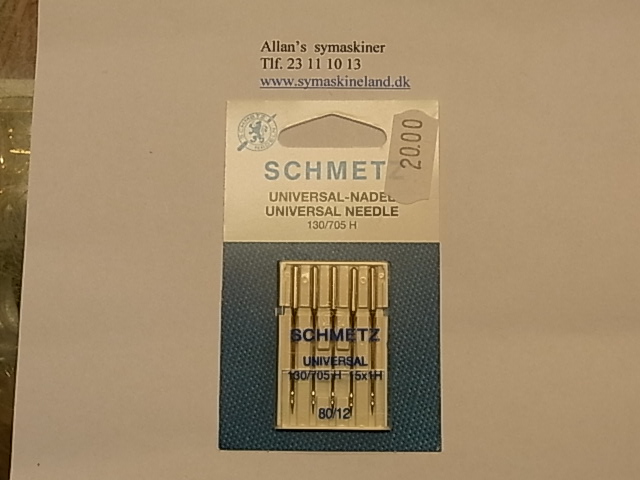 Allan's symaskiner
Tlf. 23 11 10 13
www.symaskineland.dk
SCHMETZ
20.00
UNIVERSAL-NADEL
UNIVERSAL NEEDLE
130/705 H
SCHMETZ
UNIVERSAL
130/705 H 15x1H
80/12